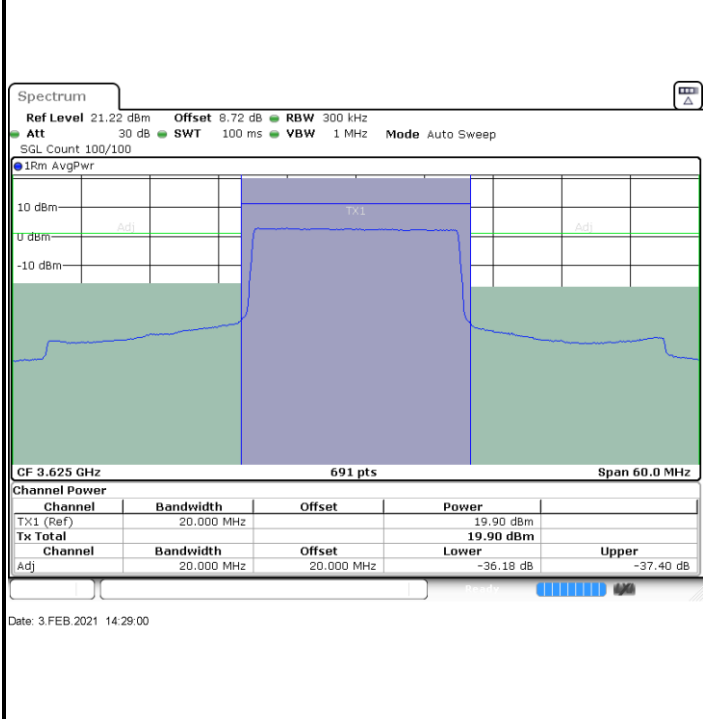 Spectrum
Ref Level 21.22 dBm Offset 8.72 dB RBW 300 kHz
Att 30 dB SWT 100 ms VBW 1 MHz Mode Auto Sweep
SGL Count 100/100
1Rm AvgPwr
10 dBm
TX1
Adj Adj
0 dBm
-10 dBm
CF 3.625 GHz 691 pts Span 60.0 MHz
Channel Power
Channel Bandwidth Offset Power
TX1 (Ref) 20.000 MHz 19.90 dBm
Tx Total 19.90 dBm
Channel Bandwidth Offset Lower Upper
Adj 20.000 MHz 20.000 MHz -36.18 dB -37.40 dB
Ready
Date: 3.FEB.2021 14:29:00